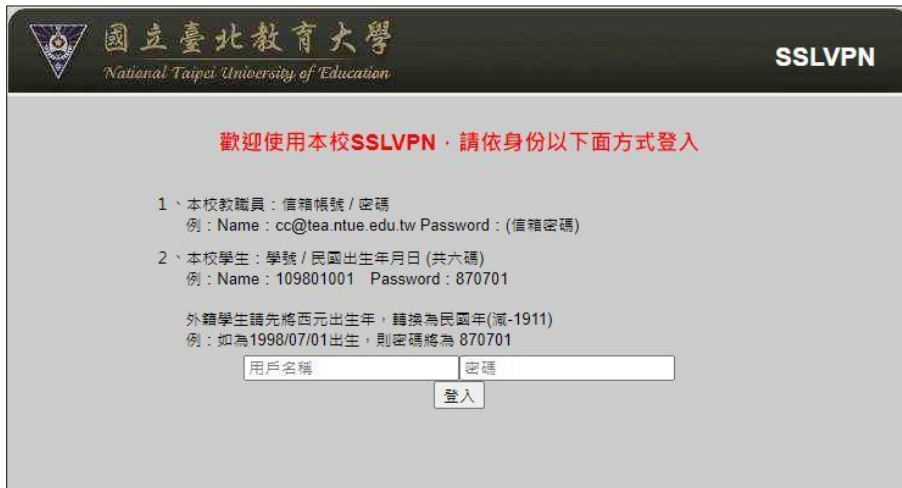 國立臺北教育大學
National Taipei University of Education
SSLVPN
歡迎使用本校SSLVPN，請依身份以下面方式登入
1、本校教職員：信箱帳號 / 密碼
例：Name：cc@tea.ntue.edu.tw Password：(信箱密碼)
2、本校學生：學號 / 民國出生年月日 (共六碼)
例：Name：109801001 Password：870701
外籍學生請先將西元出生年，轉換為民國年(減-1911)
例：如為1998/07/01出生，則密碼將為 870701
用戶名稱 密碼
登入